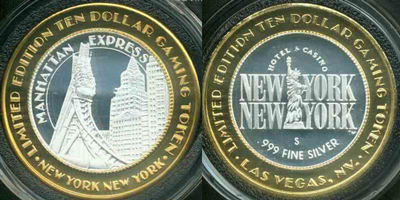 LIMITED EDITION TEN DOLLAR GAMING TOKEN
• NEW YORK NEW YORK •
MANHATTAN EXPRESS
LIMITED EDITION TEN DOLLAR GAMING TOKEN
• LAS VEGAS, NV. •
HOTEL & CASINO
NEW YORK
NEW YORK
S
.999 FINE SILVER